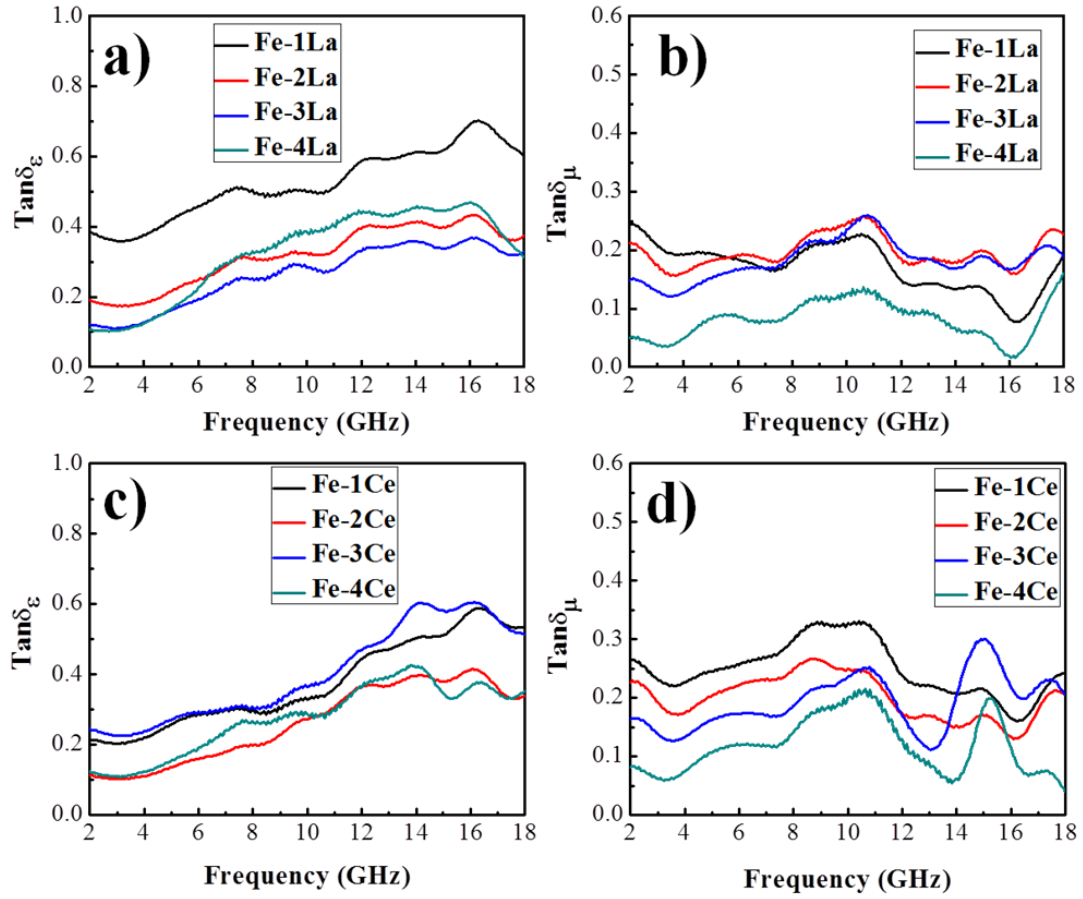 a)
Fe-1La
Fe-2La
Fe-3La
Fe-4La
Tanδε
1.0
0.8
0.6
0.4
0.2
0.0
2 4 6 8 10 12 14 16 18
Frequency (GHz)
b)
Fe-1La
Fe-2La
Fe-3La
Fe-4La
Tanδμ
0.6
0.5
0.4
0.3
0.2
0.1
0.0
2 4 6 8 10 12 14 16 18
Frequency (GHz)
c)
Fe-1Ce
Fe-2Ce
Fe-3Ce
Fe-4Ce
Tanδε
1.0
0.8
0.6
0.4
0.2
0.0
2 4 6 8 10 12 14 16 18
Frequency (GHz)
d)
Fe-1Ce
Fe-2Ce
Fe-3Ce
Fe-4Ce
Tanδμ
0.6
0.5
0.4
0.3
0.2
0.1
0.0
2 4 6 8 10 12 14 16 18
Frequency (GHz)